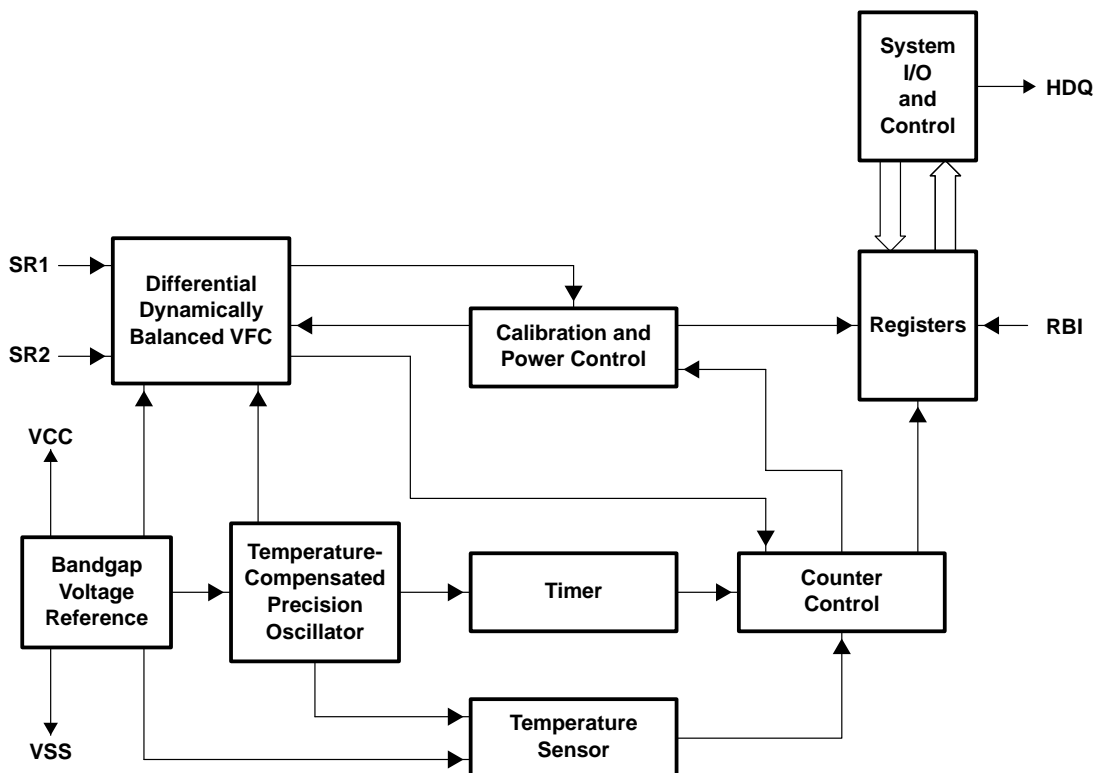 System
I/O
and
Control
HDQ
SR1
SR2
Differential
Dynamically
Balanced VFC
Calibration and
Power Control
Registers
RBI
VCC
Bandgap
Voltage
Reference
VSS
Temperature-
Compensated
Precision
Oscillator
Timer
Counter
Control
Temperature
Sensor